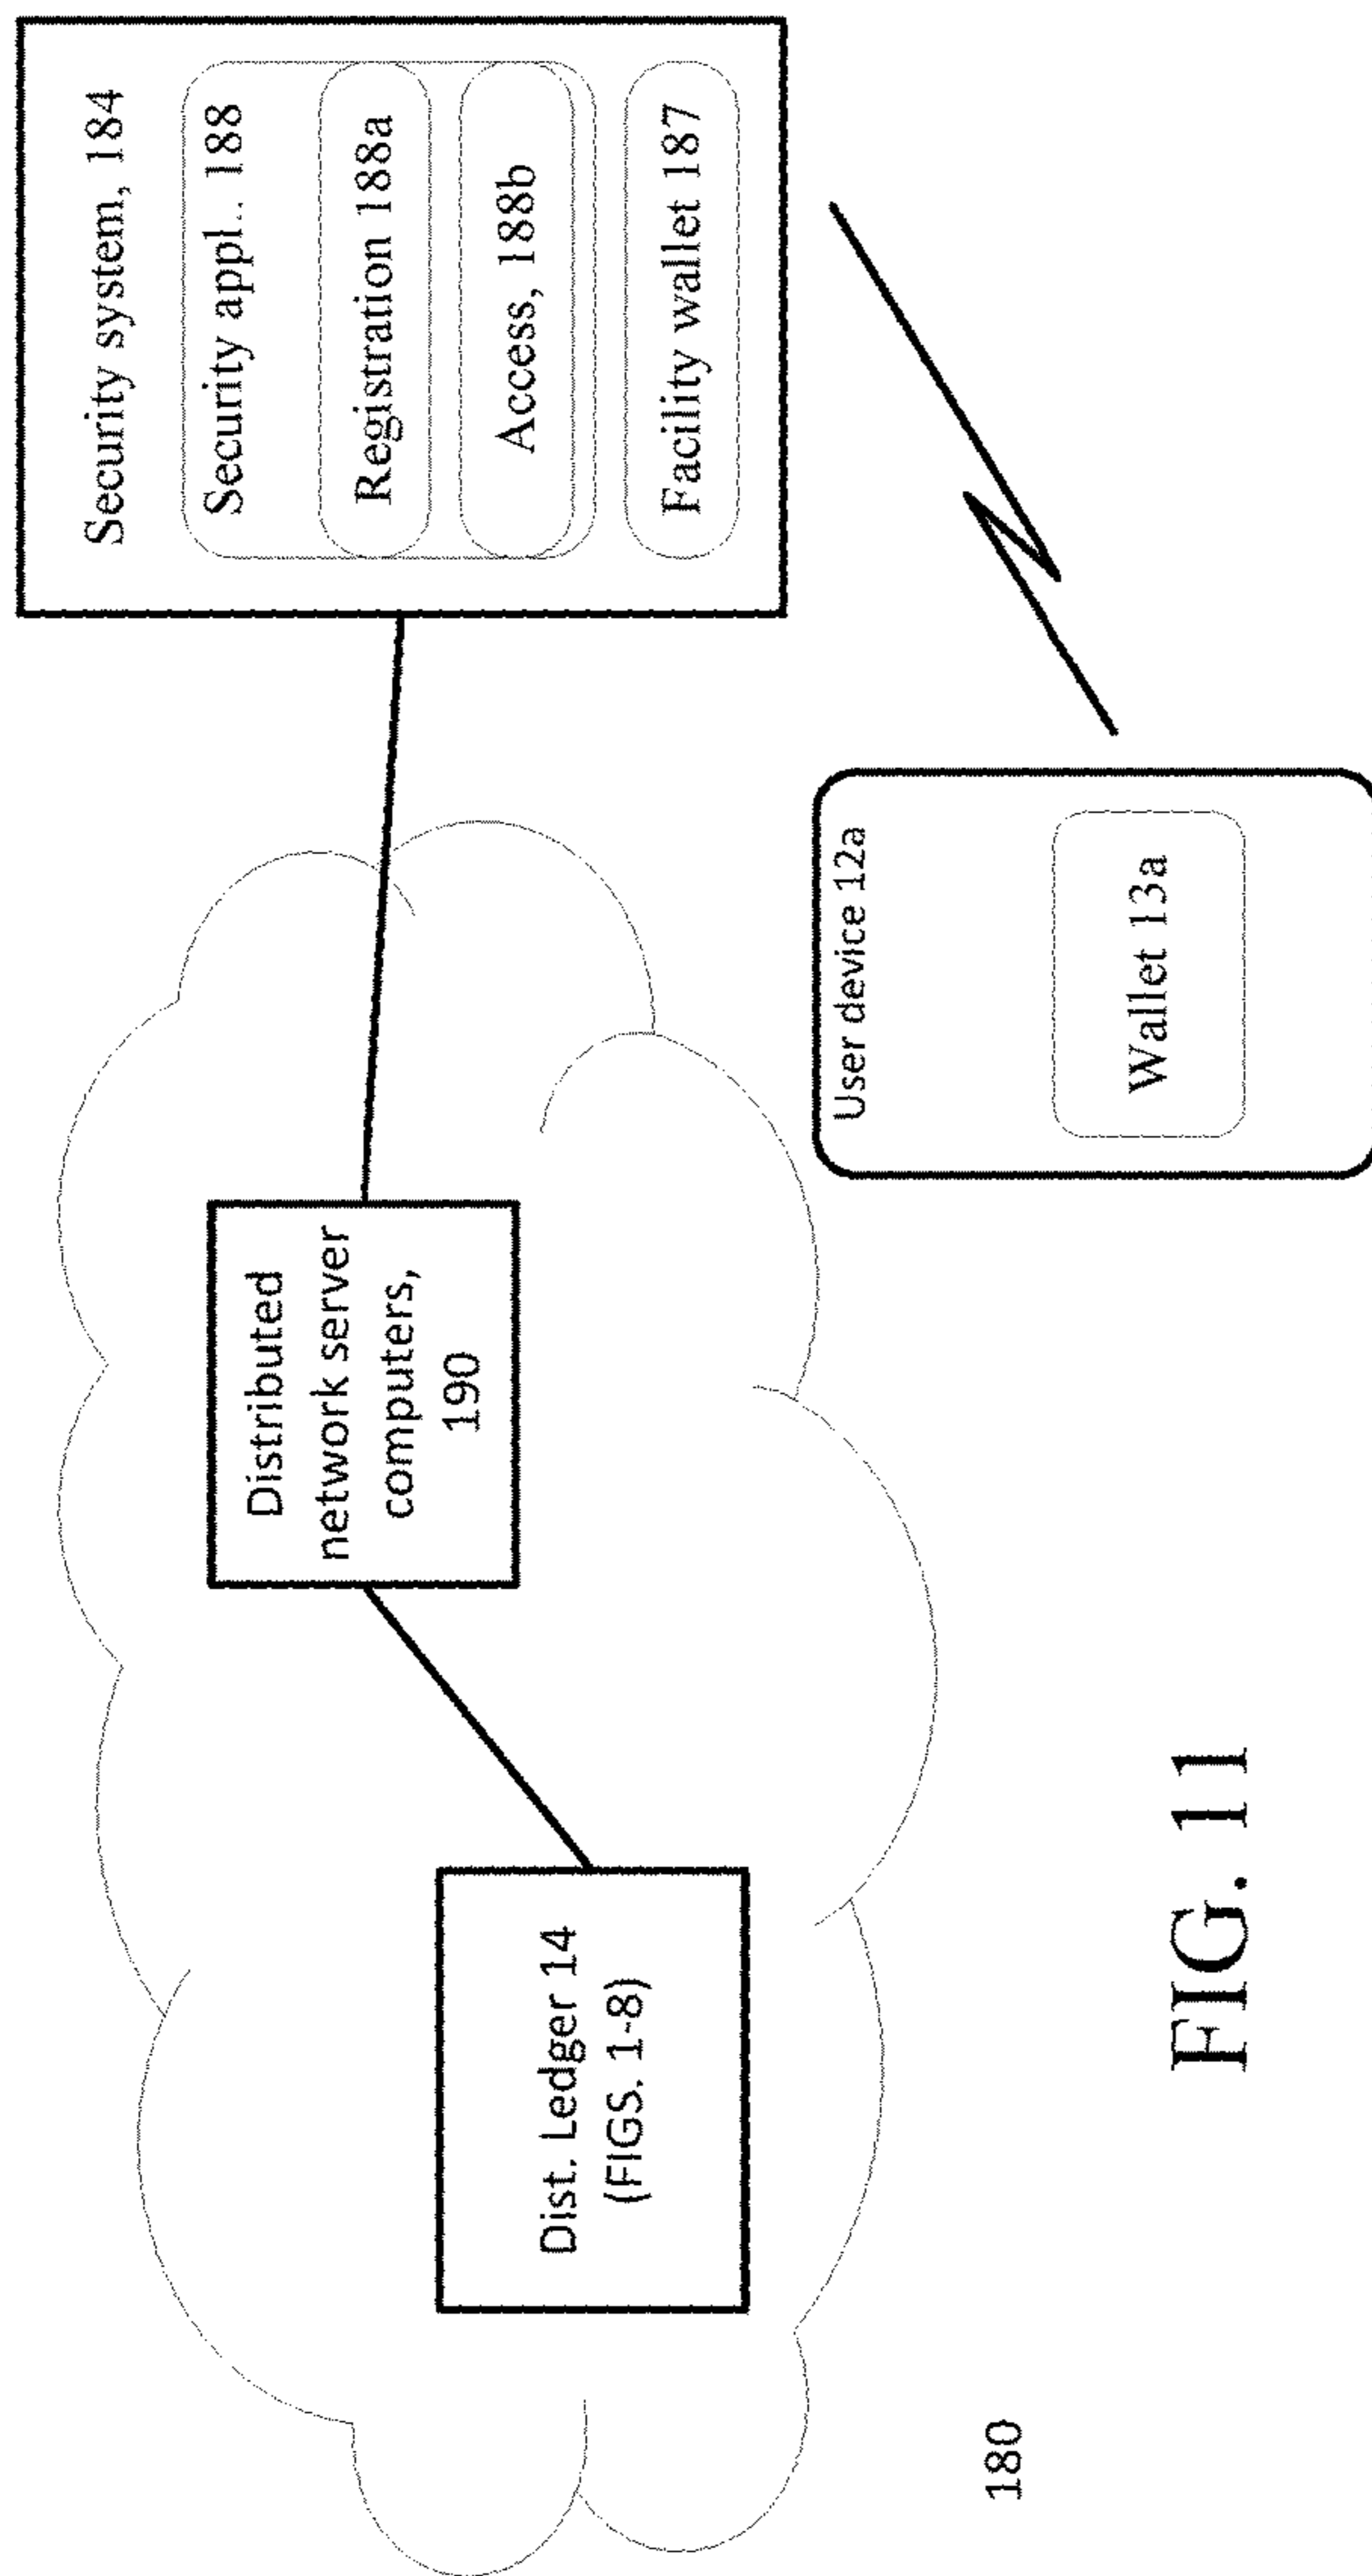 Security system, 184
Security appl.. 188
Registration 188a
Access, 188b
Facility wallet 187
Distributed
network server
computers,
190
Dist. Ledger 14
(FIGS. 1-8)
User device 12a
Wallet 13a
180
FIG. 11